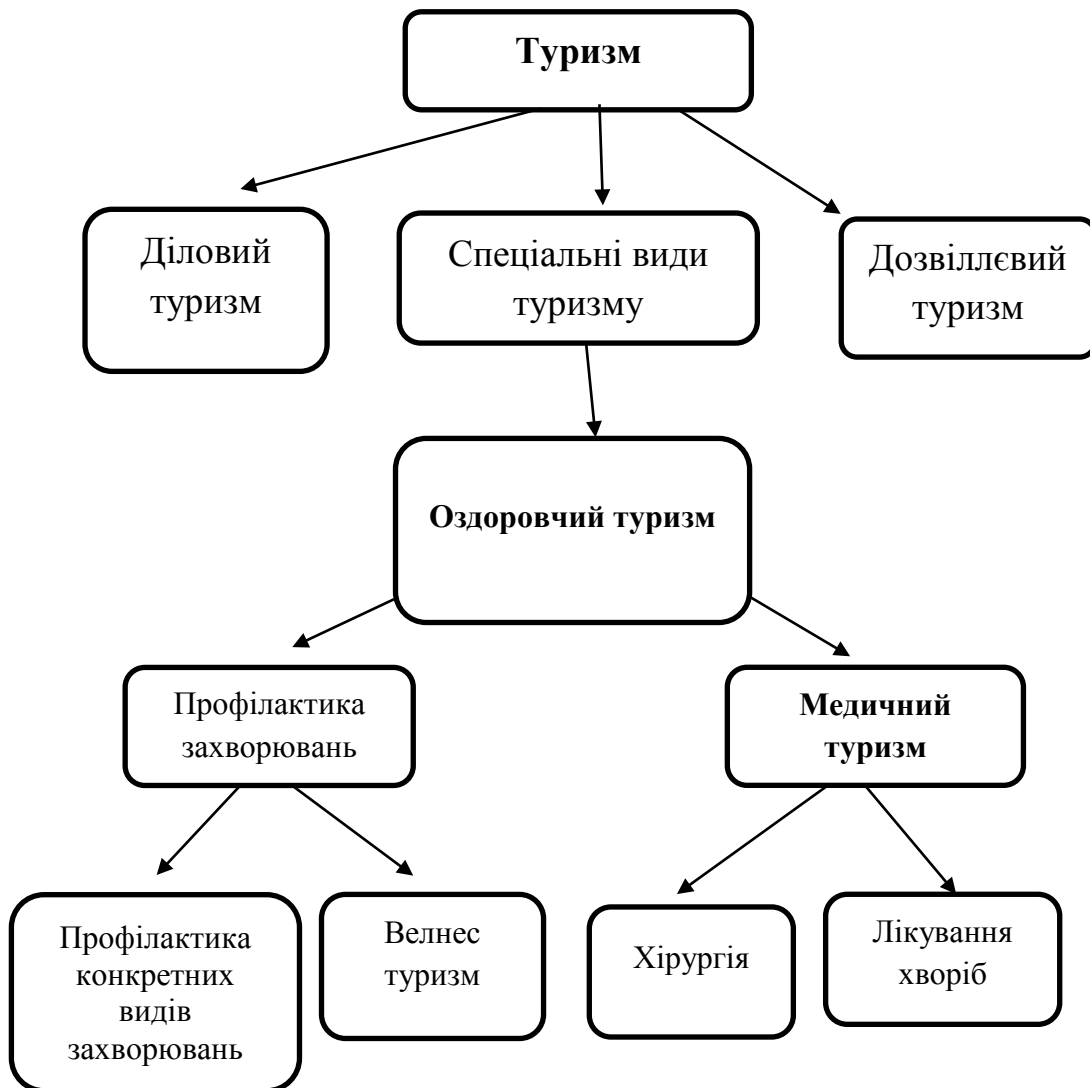 Туризм
Діловий
туризм
Спеціальні види
туризму
Дозвіллєвий
туризм
Оздоровчий туризм
Профілактика
захворювань
Медичний
туризм
Профілактика
конкретних
видів
захворювань
Велнес
туризм
Хірургія
Лікування
хворіб